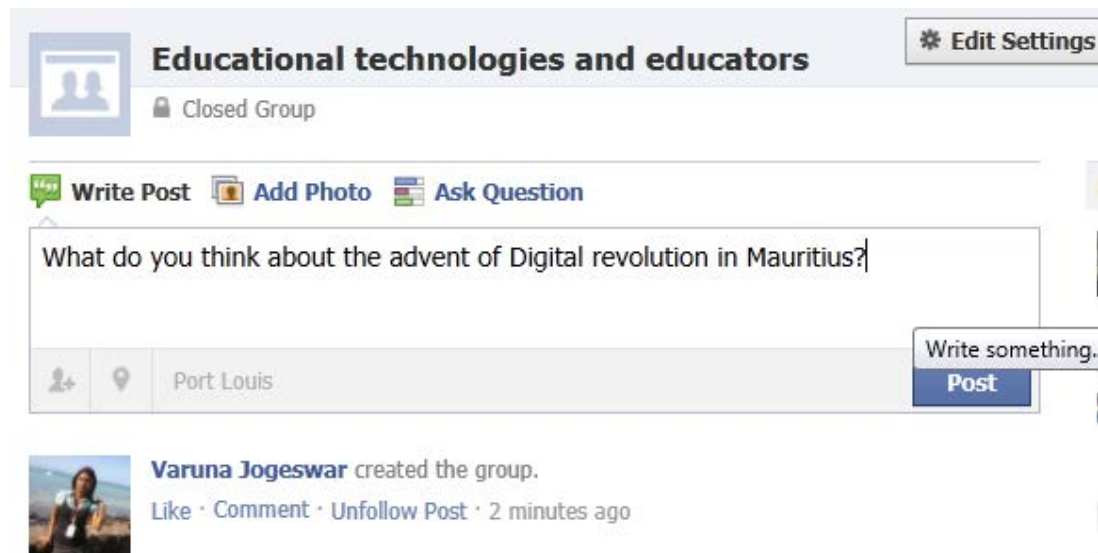 Educational technologies and educators
Edit Settings
Closed Group
Write Post Add Photo Ask Question
What do you think about the advent of Digital revolution in Mauritius?
Write something.
Port Louis
Post
Varuna Jogeswar created the group.
Like · Comment · Unfollow Post · 2 minutes ago